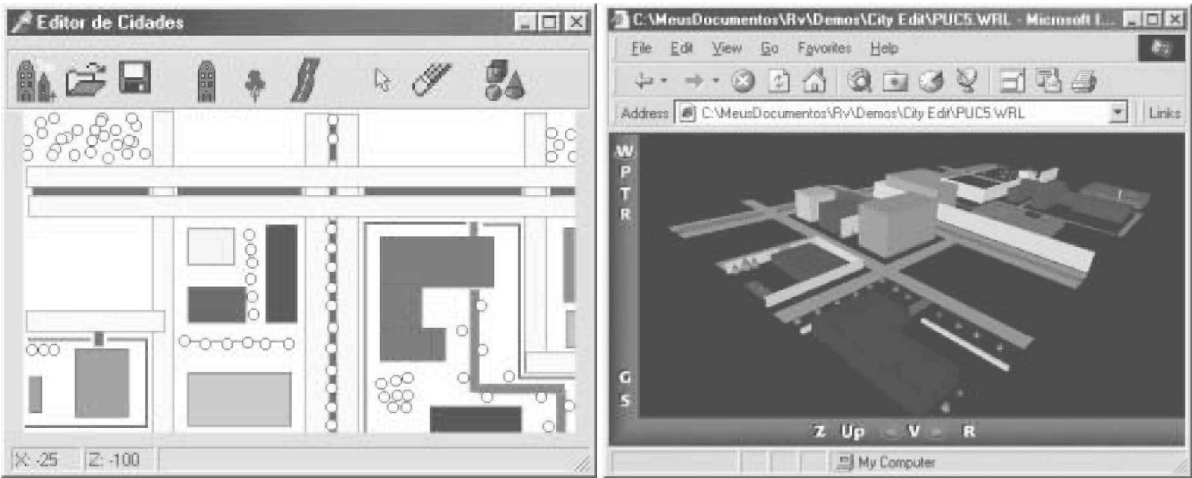 Editor de Cidades
X: -25 Z: -100
C:\MeusDocumentos\Rv\Demos\City Edit\PUC5.WRL - Microsoft I...
File Edit View Go Favorites Help
Address C:\MeusDocumentos\Rv\Demos\City Edit\PUC5.WRL Links
W
P
T
R
G
S
Z Up V R
My Computer